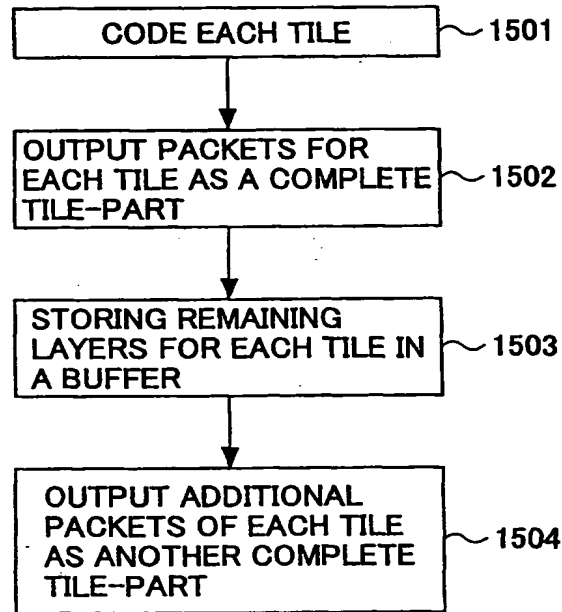 CODE EACH TILE
1501
OUTPUT PACKETS FOR
EACH TILE AS A COMPLETE
TILE-PART
1502
STORING REMAINING
LAYERS FOR EACH TILE IN
A BUFFER
1503
OUTPUT ADDITIONAL
PACKETS OF EACH TILE
AS ANOTHER COMPLETE
TILE-PART
1504